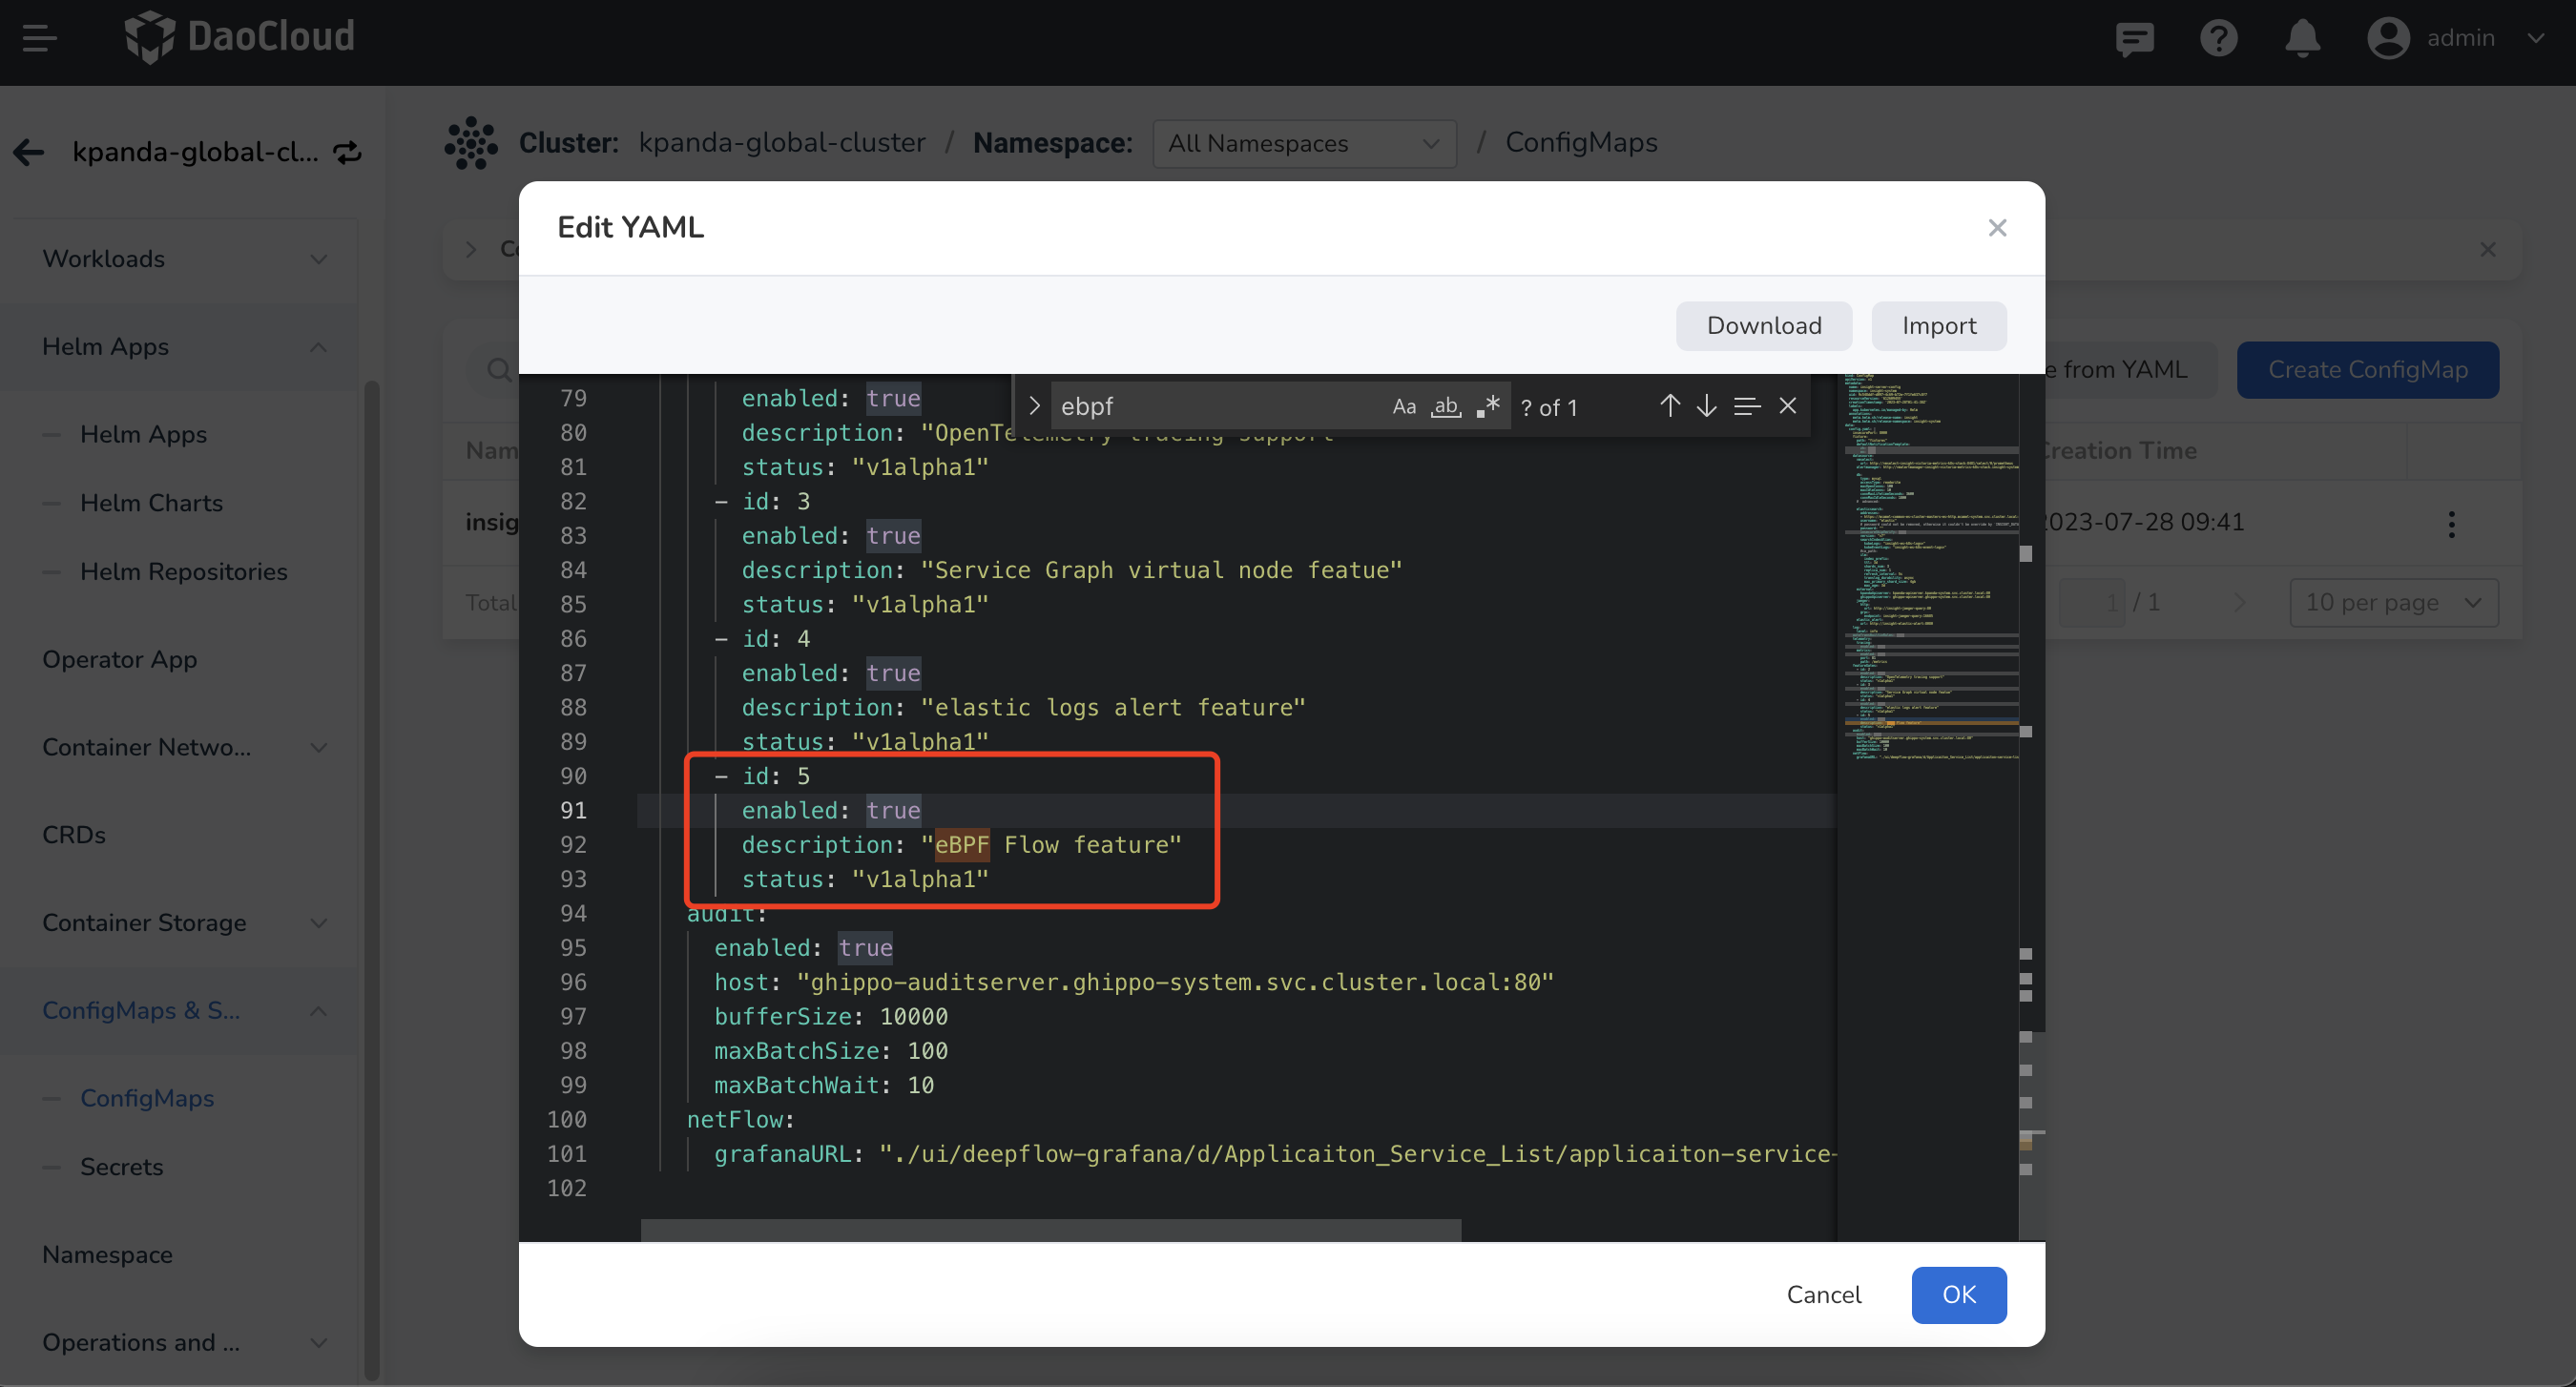 DaoCloud
admin
kpanda-global-cl...
Cluster: kpanda-global-cluster / Namespace: All Namespaces / ConfigMaps
Workloads
Helm Apps
Helm Apps
Helm Charts
Helm Repositories
Operator App
Container Netwo...
CRDs
Container Storage
ConfigMaps & S...
ConfigMaps
Secrets
Namespace
Operations and ...
e from YAML
Create ConfigMap
Nam
Creation Time
insig
2023-07-28 09:41
Total
1 / 1
10 per page
Edit YAML
Download
Import
ebpf
Aa
ab
? of 1
79 enabled: true
80 description: "OpenTelemetry tracing support"
81 status: "v1alpha1"
82 - id: 3
83 enabled: true
84 description: "Service Graph virtual node featue"
85 status: "v1alpha1"
86 - id: 4
87 enabled: true
88 description: "elastic logs alert feature"
89 status: "v1alpha1"
90 - id: 5
91 enabled: true
92 description: "eBPF Flow feature"
93 status: "v1alpha1"
94 audit:
95 enabled: true
96 host: "ghippo-auditserver.ghippo-system.svc.cluster.local:80"
97 bufferSize: 10000
98 maxBatchSize: 100
99 maxBatchWait: 10
100 netFlow:
101 grafanaURL: "./ui/deepflow-grafana/d/Applicaiton_Service_List/applicaiton-service-
102
Cancel
OK